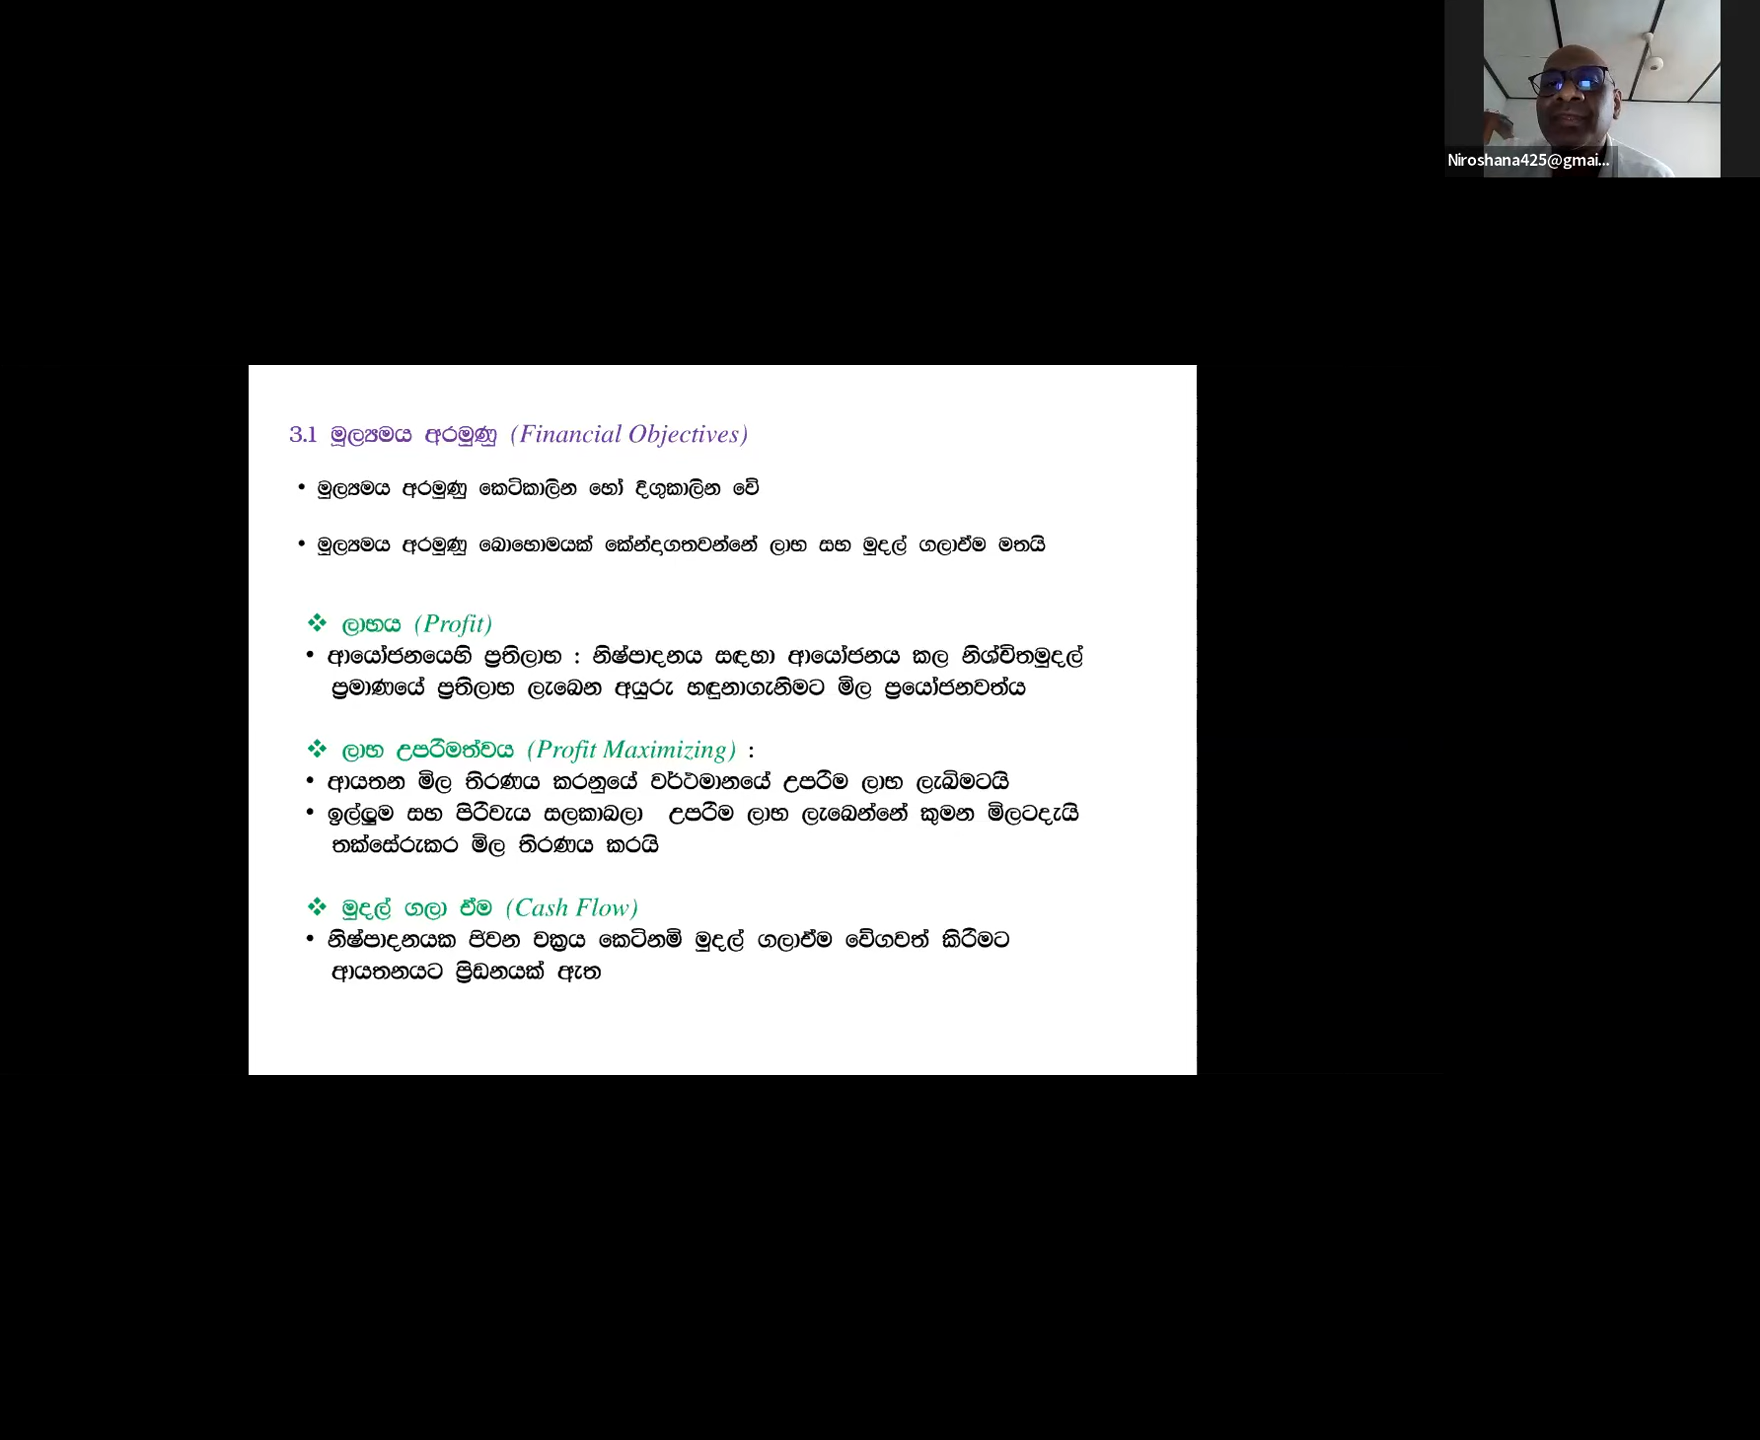 Niroshana425@gmai...
3.1 මූල්‍යමය අරමුණු (Financial Objectives)
• මුල්‍යමය අරමුණු කෙටිකාලින හෝ දිගුකාලින වේ
• මුල්‍යමය අරමුණු බොහොමයක් කේන්ද්‍රගතවන්නේ ලාභ සහ මුදල් ගලාඒම මතයි
❖ ලාභය (Profit)
• ආයෝජනයෙහි ප්‍රතිලාභ : නිෂ්පාදනය සඳහා ආයෝජනය කල නිශ්චිතමුදල්
ප්‍රමාණයේ ප්‍රතිලාභ ලැබෙන අයුරු හඳුනාගැනිමට මිල ප්‍රයෝජනවත්ය
❖ ලාභ උපරිමත්වය (Profit Maximizing) :
• ආයතන මිල තිරණය කරනුයේ වර්ථමානයේ උපරිම ලාභ ලැබිමටයි
• ඉල්ලුම සහ පිරිවැය සලකාබලා උපරිම ලාභ ලැබෙන්නේ කුමන මිලටදැයි
තක්සේරුකර මිල තිරණය කරයි
❖ මුදල් ගලා ඒම (Cash Flow)
• නිෂ්පාදනයක ජිවන චක්‍රය කෙටිනම් මුදල් ගලාඒම වේගවත් කිරීමට
ආයතනයට ප්‍රිඩනයක් ඇත